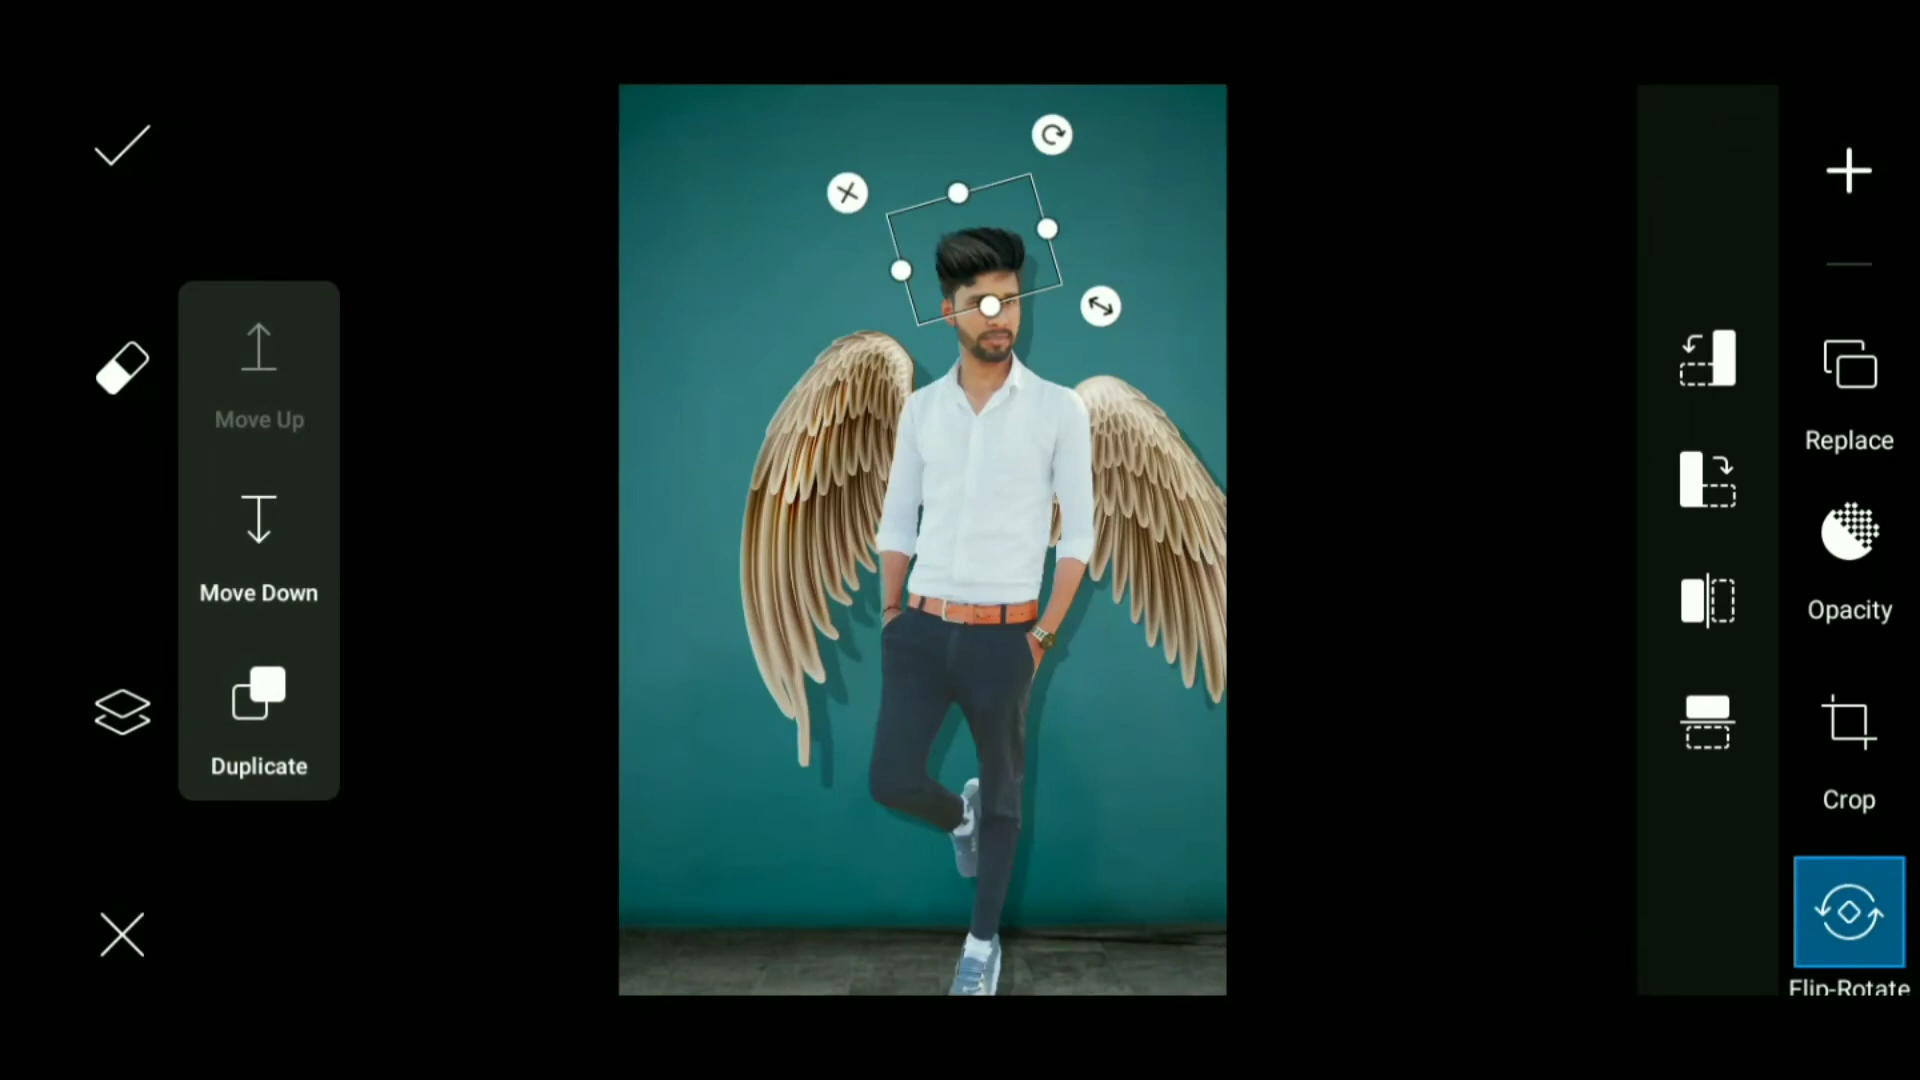 Move Up
Move Down
Duplicate
Replace
Opacity
Crop
Flip-Rotate